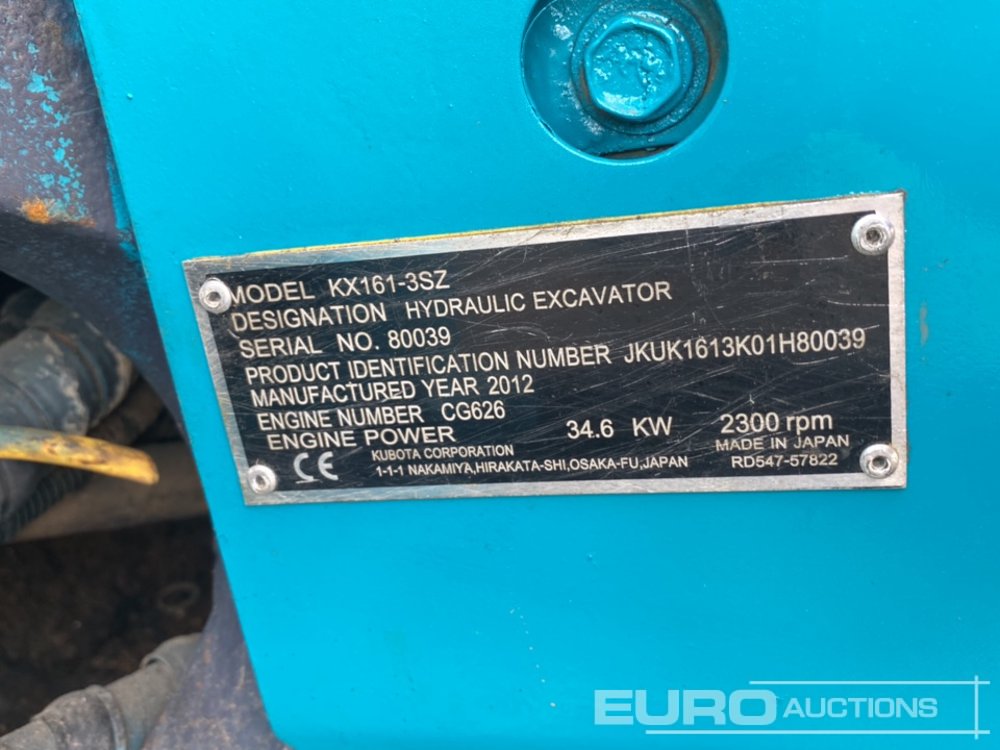 MODEL KX161-3SZ
DESIGNATION HYDRAULIC EXCAVATOR
SERIAL NO. 80039
PRODUCT IDENTIFICATION NUMBER JKUK1613K01H80039
MANUFACTURED YEAR 2012
ENGINE NUMBER CG626
ENGINE POWER 34.6 KW 2300 rpm
CE KUBOTA CORPORATION MADE IN JAPAN
1-1-1 NAKAMIYA,HIRAKATA-SHI,OSAKA-FU,JAPAN RD547-57822
EURO AUCTIONS